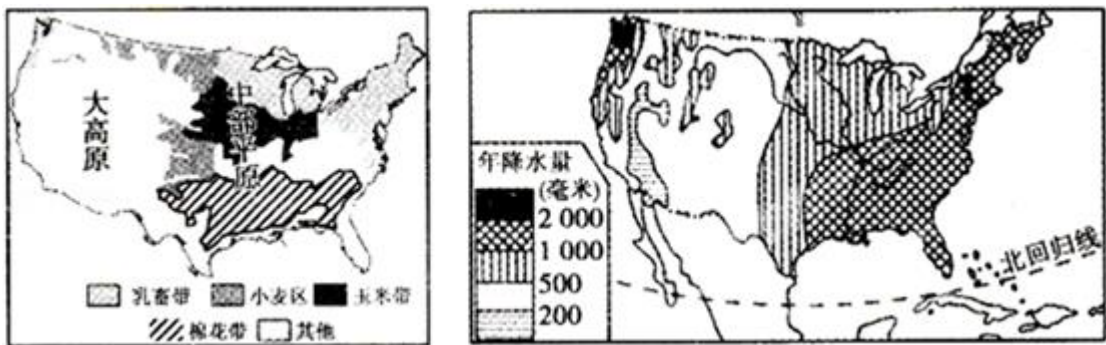 大高原
中部平原
乳畜带 小麦区 玉米带
棉花带 其他
年降水量
(毫米)
2 000
1 000
500
200
北回归线